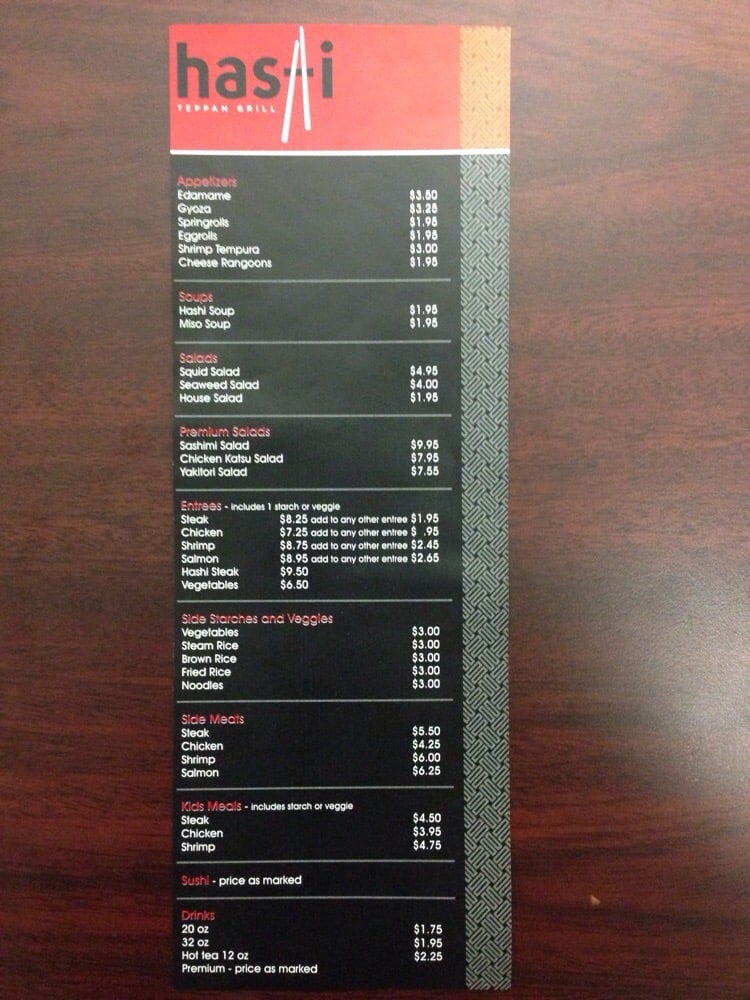 hashi
TEPPAN GRILL
Appetizers
Edamame $3.50
Gyoza $3.25
Springrolls $1.95
Eggrolls $1.95
Shrimp Tempura $3.00
Cheese Rangoons $1.95
Soups
Hashi Soup $1.95
Miso Soup $1.95
Salads
Squid Salad $4.95
Seaweed Salad $4.00
House Salad $1.95
Premium Salads
Sashimi Salad $9.95
Chicken Katsu Salad $7.95
Yakitori Salad $7.55
Entrees - includes 1 starch or veggie
Steak $8.25 add to any other entree $1.95
Chicken $7.25 add to any other entree $ .95
Shrimp $8.75 add to any other entree $2.45
Salmon $8.95 add to any other entree $2.65
Hashi Steak $9.50
Vegetables $6.50
Side Starches and Veggies
Vegetables $3.00
Steam Rice $3.00
Brown Rice $3.00
Fried Rice $3.00
Noodles $3.00
Side Meats
Steak $5.50
Chicken $4.25
Shrimp $6.00
Salmon $6.25
Kids Meals - includes starch or veggie
Steak $4.50
Chicken $3.95
Shrimp $4.75
Sushi - price as marked
Drinks
20 oz $1.75
32 oz $1.95
Hot tea 12 oz $2.25
Premium - price as marked